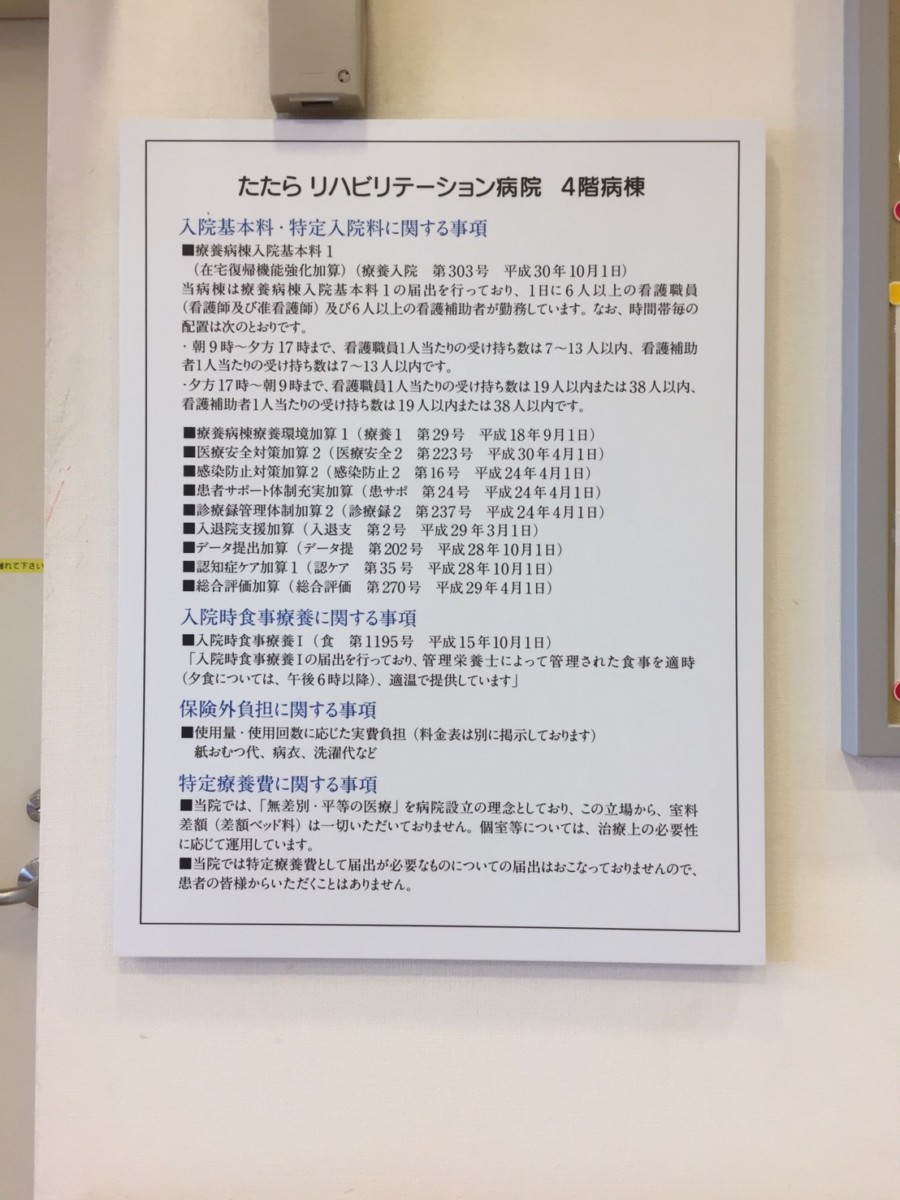 たたら リハビリテーション病院 4階病棟
入院基本料・特定入院料に関する事項
■療養病棟入院基本料1
（在宅復帰機能強化加算）（療養入院 第303号 平成30年10月1日）
当病棟は療養病棟入院基本料1の届出を行っており、1日に6人以上の看護職員
（看護師及び准看護師）及び6人以上の看護補助者が勤務しています。なお、時間帯毎の
配置は次のとおりです。
・朝9時〜夕方17時まで、看護職員1人当たりの受け持ち数は7〜13人以内、看護補助
者1人当たりの受け持ち数は7〜13人以内です。
・夕方17時〜朝9時まで、看護職員1人当たりの受け持ち数は19人以内または38人以内、
看護補助者1人当たりの受け持ち数は19人以内または38人以内です。
■療養病棟療養環境加算1（療養1 第29号 平成18年9月1日）
■医療安全対策加算2（医療安全2 第223号 平成30年4月1日）
■感染防止対策加算2（感染防止2 第16号 平成24年4月1日）
■患者サポート体制充実加算（患サポ 第24号 平成24年4月1日）
■診療録管理体制加算2（診療録2 第237号 平成24年4月1日）
■入退院支援加算（入退支 第2号 平成29年3月1日）
■データ提出加算（データ提 第202号 平成28年10月1日）
■認知症ケア加算1（認ケア 第35号 平成28年10月1日）
■総合評価加算（総合評価 第270号 平成29年4月1日）
入院時食事療養に関する事項
■入院時食事療養Ⅰ（食 第1195号 平成15年10月1日）
「入院時食事療養Ⅰの届出を行っており、管理栄養士によって管理された食事を適時
（夕食については、午後6時以降）、適温で提供しています」
保険外負担に関する事項
■使用量・使用回数に応じた実費負担（料金表は別に掲示しております）
紙おむつ代、病衣、洗濯代など
特定療養費に関する事項
■当院では、「無差別・平等の医療」を病院設立の理念としており、この立場から、室料
差額（差額ベッド料）は一切いただいておりません。個室等については、治療上の必要性
に応じて運用しています。
■当院では特定療養費として届出が必要なものについての届出はおこなっておりませんので、
患者の皆様からいただくことはありません。
れて下さい